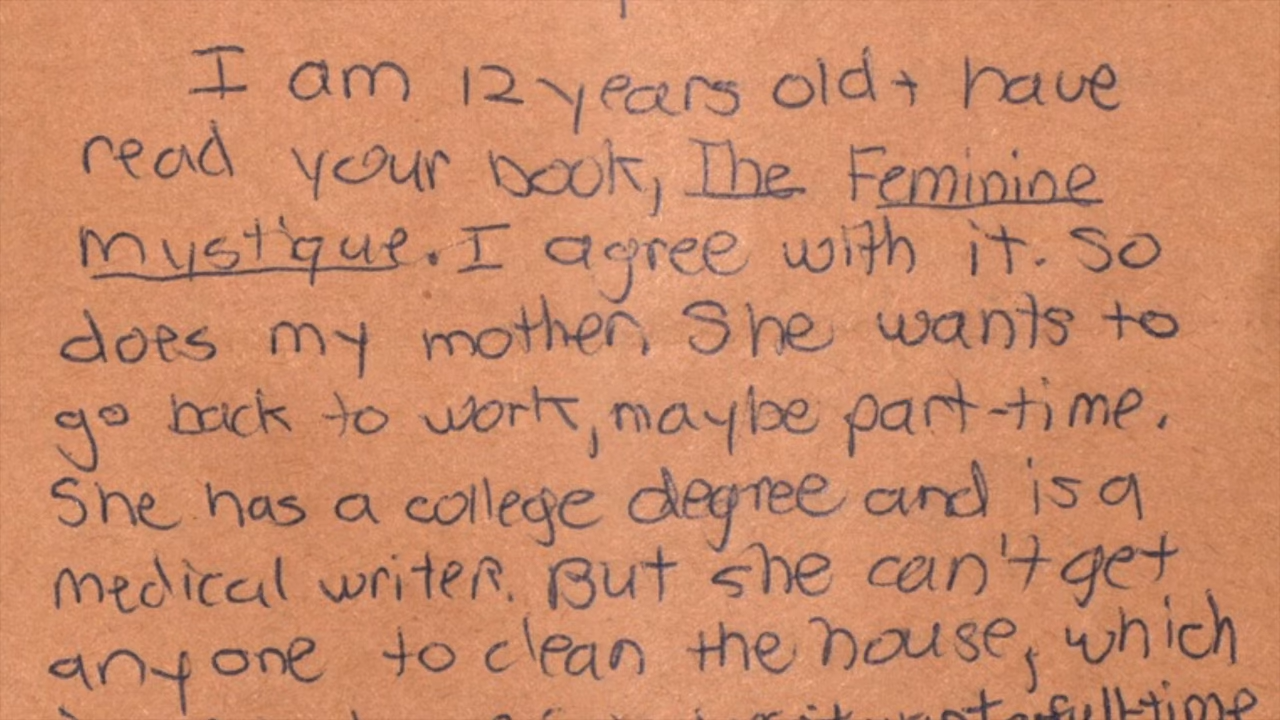 I am 12 years old + have
read your book, The Feminine
mystique. I agree with it. So
does my mother. She wants to
go back to work, maybe part-time.
She has a college degree and is a
medical writer. But she can't get
anyone to clean the house, which
full-time